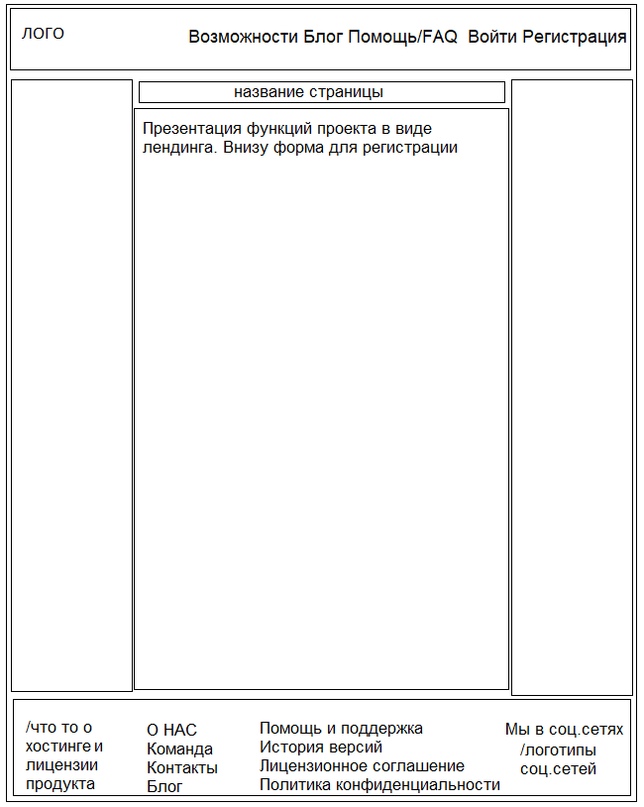 ЛОГО
Возможности Блог Помощь/FAQ Войти Регистрация
название страницы
Презентация функций проекта в виде
лендинга. Внизу форма для регистрации
/что то о
хостинге и
лицензии
продукта
О НАС
Команда
Контакты
Блог
Помощь и поддержка
История версий
Лицензионное соглашение
Политика конфиденциальности
Мы в соц.сетях
/логотипы
соц.сетей